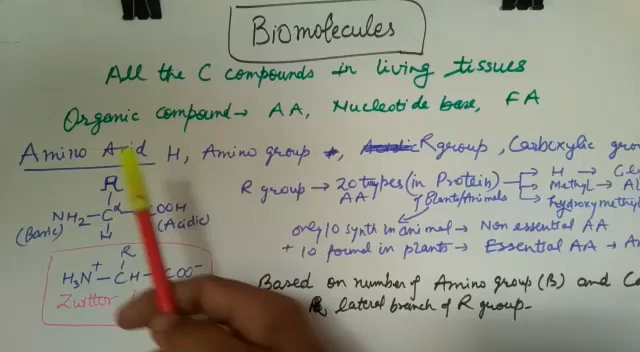 Biomolecules
All the C compounds in living tissues
Organic compound→ AA, Nucleotide base, FA
Amino Acid H, Amino group, R group, Carboxylic
R group → 20 types (in Protein) → H →
AA of Plants/Animals → Methyl →
→ hydroxymethyl
R
(Basic) NH2-C α COOH (Acidic)
H
only 10 synth in animal → Non essential AA
+ 10 found in plants → Essential AA →
R
H3N+ - CH COO-
Zwitter
Based on number of Amino group (B) and
lateral branch of R group.